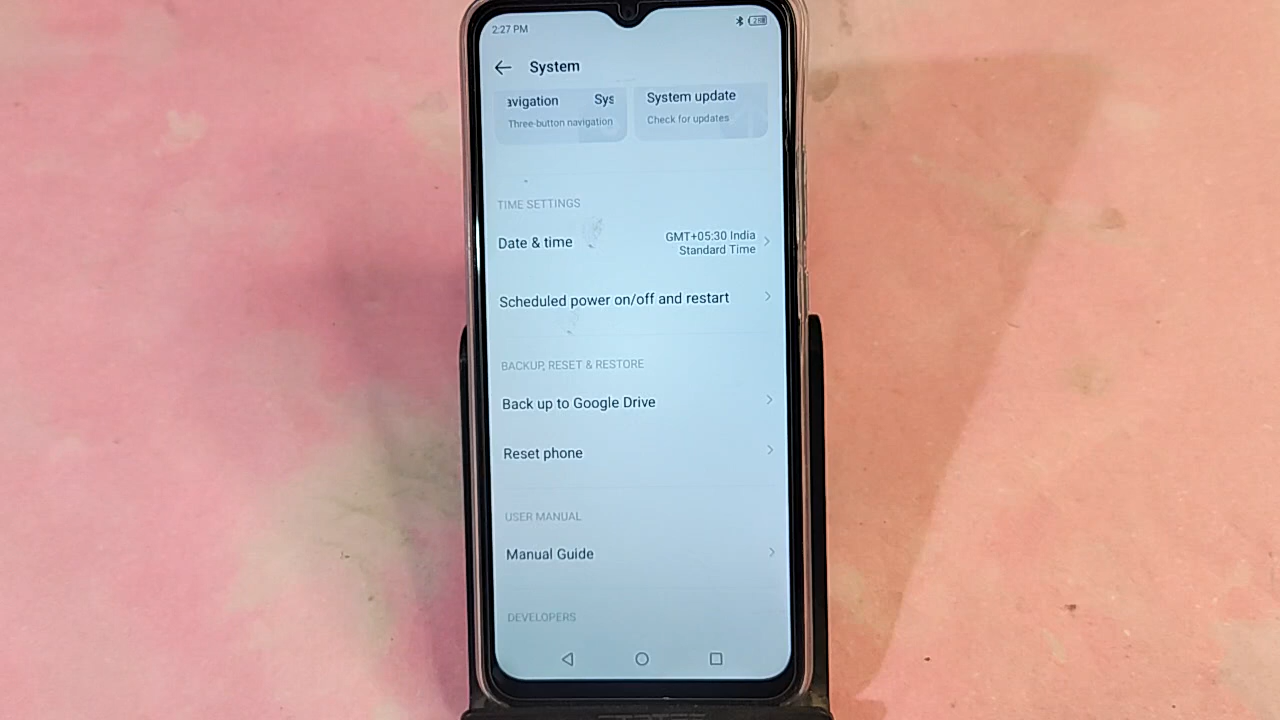 2:27 PM
28
System
avigation Sys
Three-button navigation
System update
Check for updates
TIME SETTINGS
Date & time
GMT+05:30 India
Standard Time
Scheduled power on/off and restart
BACKUP, RESET & RESTORE
Back up to Google Drive
Reset phone
USER MANUAL
Manual Guide
DEVELOPERS